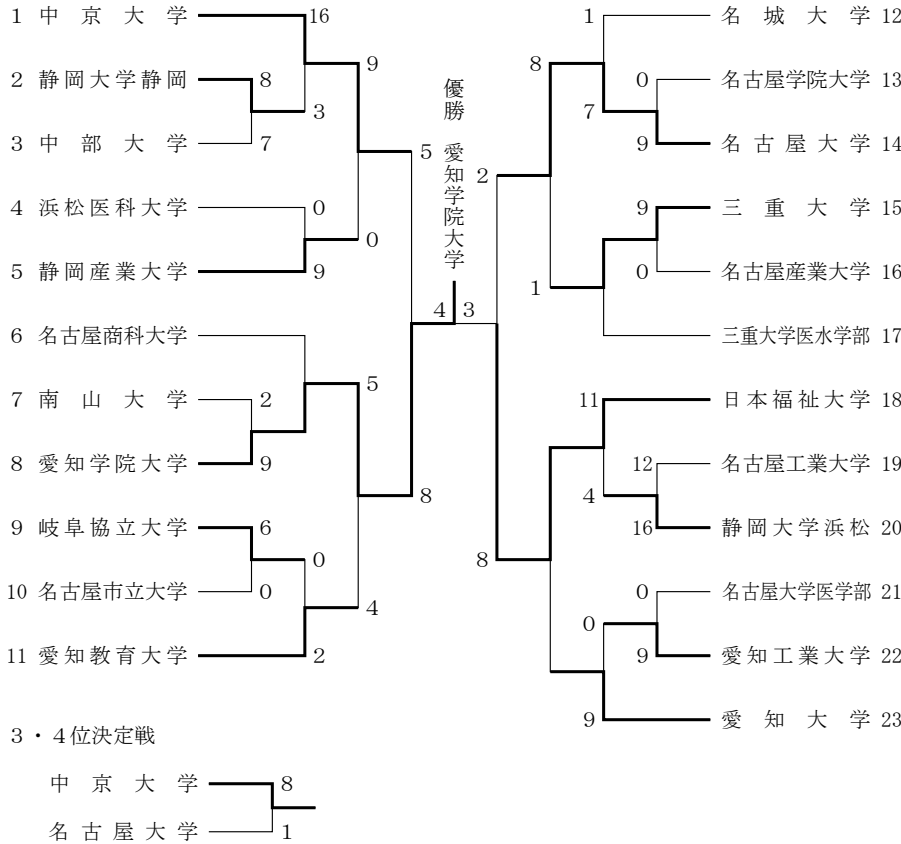 1 中京大学
16
2 静岡大学静岡
8
3
3 中部大学
7
9
4 浜松医科大学
0
0
5 静岡産業大学
9
5
6 名古屋商科大学
5
7 南山大学
2
8 愛知学院大学
9
8
9 岐阜協立大学
6
0
10 名古屋市立大学
0
4
11 愛知教育大学
2
優勝 愛知学院大学
4 3
1 名城大学 12
8
0 名古屋学院大学 13
7
9 名古屋大学 14
2
9 三重大学 15
1
0 名古屋産業大学 16
三重大学医水学部 17
11 日本福祉大学 18
12 名古屋工業大学 19
4
16 静岡大学浜松 20
8
0 名古屋大学医学部 21
0
9 愛知工業大学 22
9 愛知大学 23
3・4位決定戦
中京大学 8
名古屋大学 1